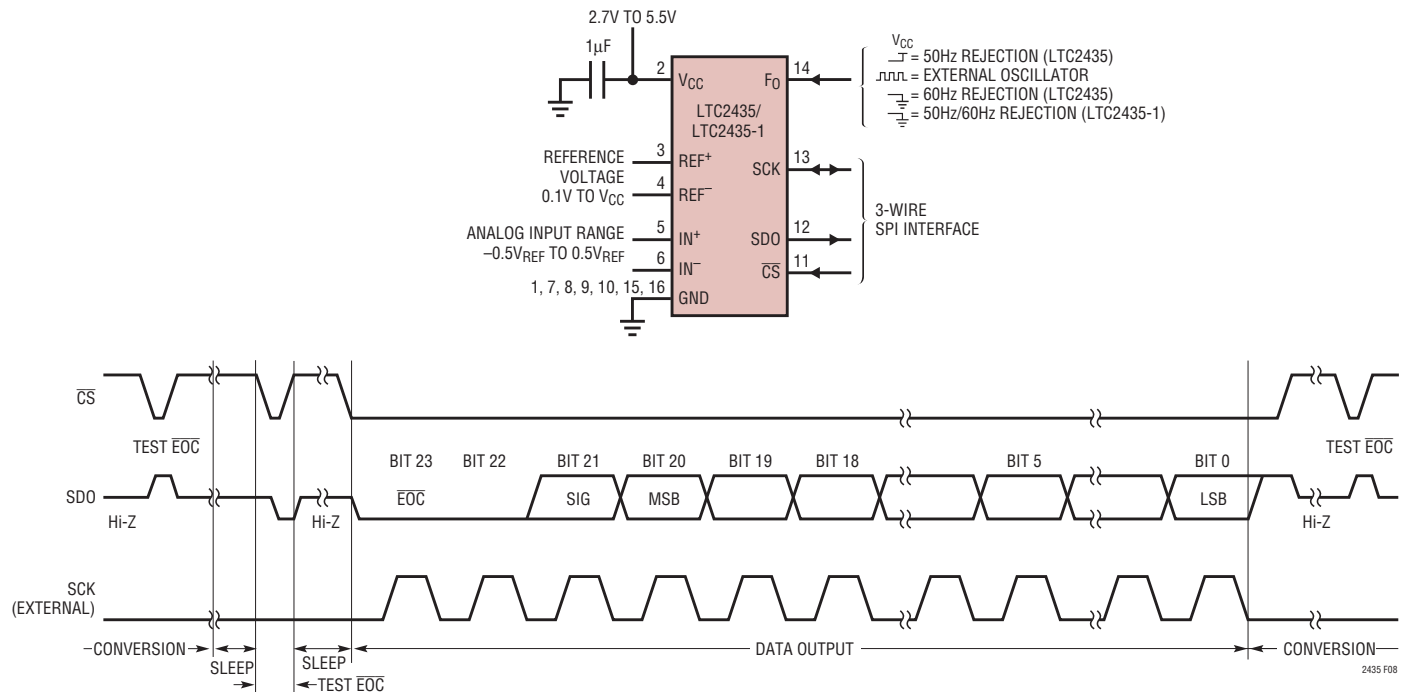 2.7V TO 5.5V
1µF
2
VCC
FO
14
LTC2435/
LTC2435-1
VCC
= 50Hz REJECTION (LTC2435)
= EXTERNAL OSCILLATOR
= 60Hz REJECTION (LTC2435)
= 50Hz/60Hz REJECTION (LTC2435-1)
REFERENCE
VOLTAGE
0.1V TO VCC
3
REF+
4
REF−
SCK
13
ANALOG INPUT RANGE
−0.5VREF TO 0.5VREF
5
IN+
6
IN−
SDO
12
CS
11
3-WIRE
SPI INTERFACE
1, 7, 8, 9, 10, 15, 16
GND
CS
TEST EOC
TEST EOC
BIT 23
BIT 22
BIT 21
BIT 20
BIT 19
BIT 18
BIT 5
BIT 0
SDO
EOC
SIG
MSB
LSB
Hi-Z
Hi-Z
Hi-Z
SCK
(EXTERNAL)
CONVERSION
SLEEP
SLEEP
TEST EOC
DATA OUTPUT
CONVERSION
2435 F08